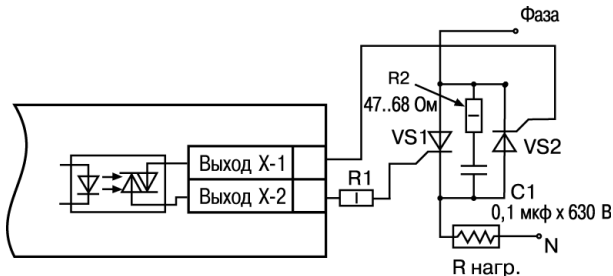 Фаза
R2
47..68 Ом
VS1
VS2
Выход X-1
Выход X-2
R1
C1
0,1 мкф x 630 В
N
R нагр.